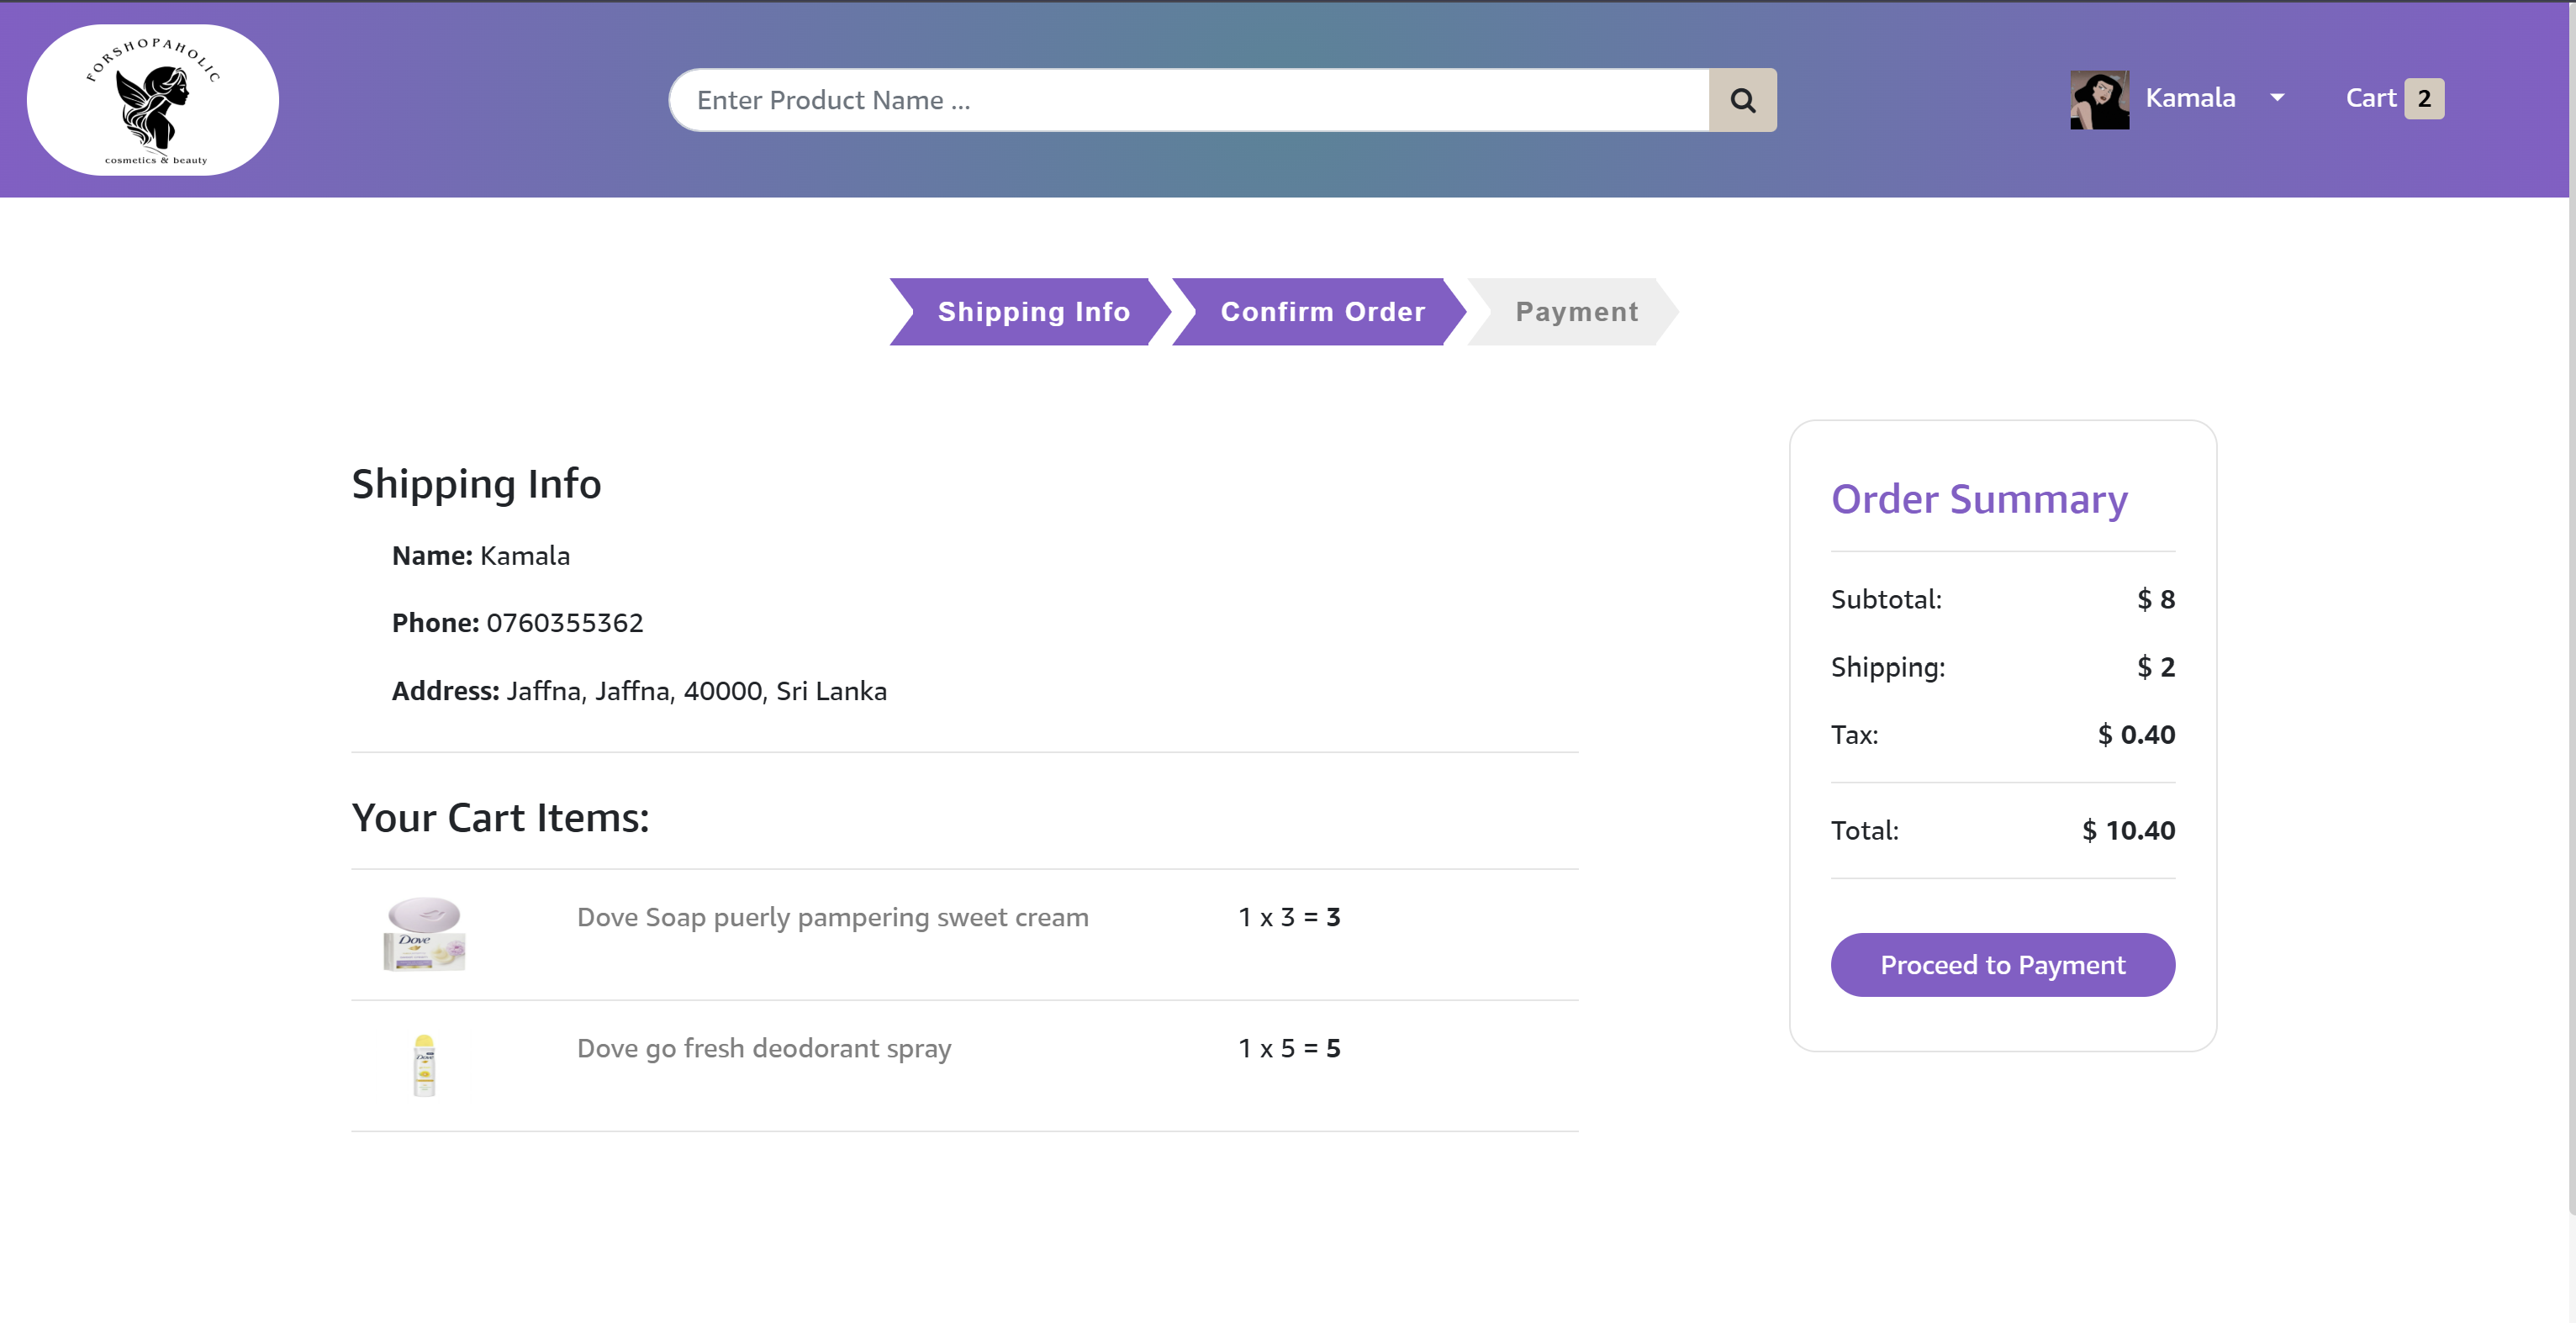 FORSHOPAHOLIC
cosmetics & beauty
Enter Product Name ...
Kamala
Cart 2
Shipping Info
Confirm Order
Payment
Shipping Info
Name: Kamala
Phone: 0760355362
Address: Jaffna, Jaffna, 40000, Sri Lanka
Your Cart Items:
Dove
Dove Soap puerly pampering sweet cream
1 x 3 = 3
Dove
Dove go fresh deodorant spray
1 x 5 = 5
Order Summary
Subtotal: $ 8
Shipping: $ 2
Tax: $ 0.40
Total: $ 10.40
Proceed to Payment